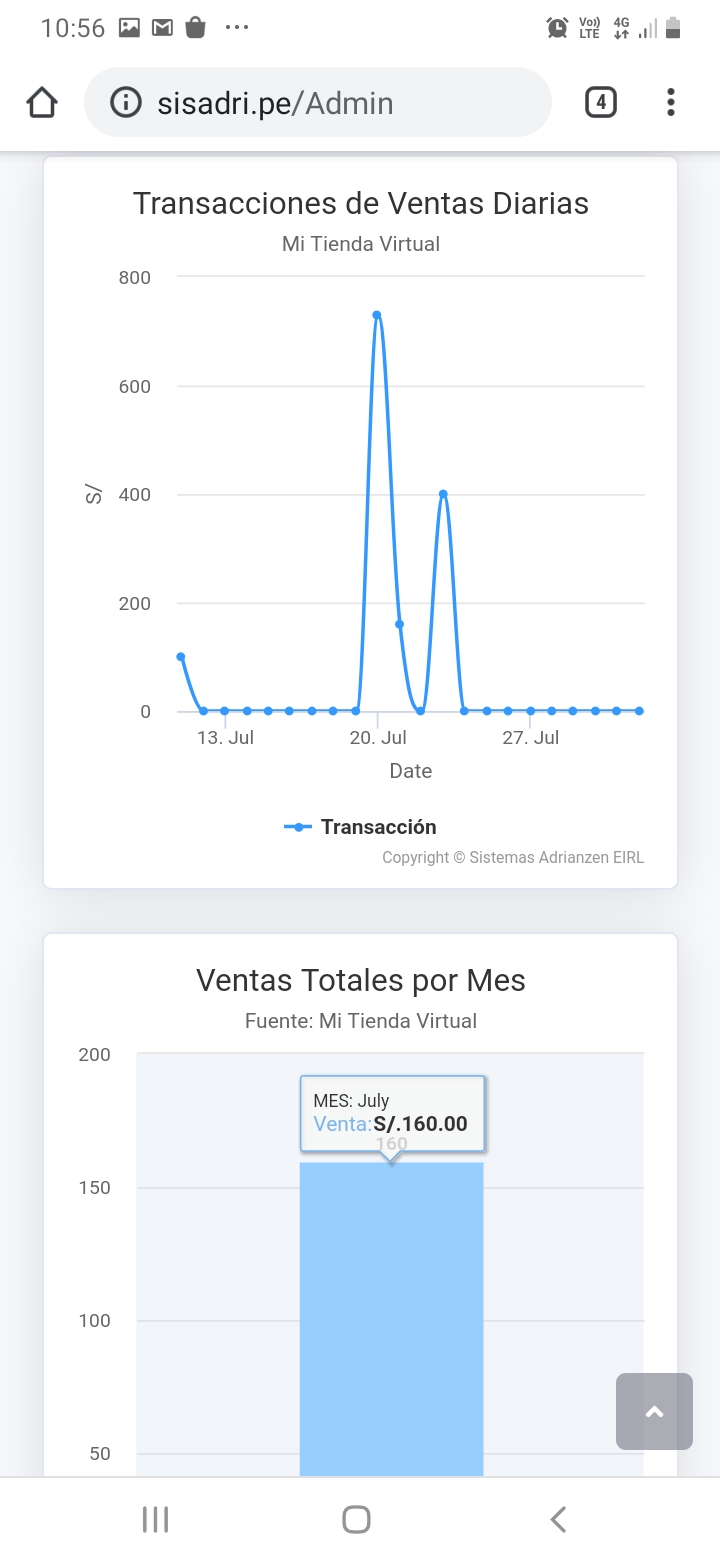 10:56
Vo)) LTE
4G
sisadri.pe/Admin
4
Transacciones de Ventas Diarias
Mi Tienda Virtual
800
600
400
200
0
S/
13. Jul
20. Jul
27. Jul
Date
Transacción
Copyright © Sistemas Adrianzen EIRL
Ventas Totales por Mes
Fuente: Mi Tienda Virtual
200
MES: July
Venta:S/.160.00
160
150
100
50